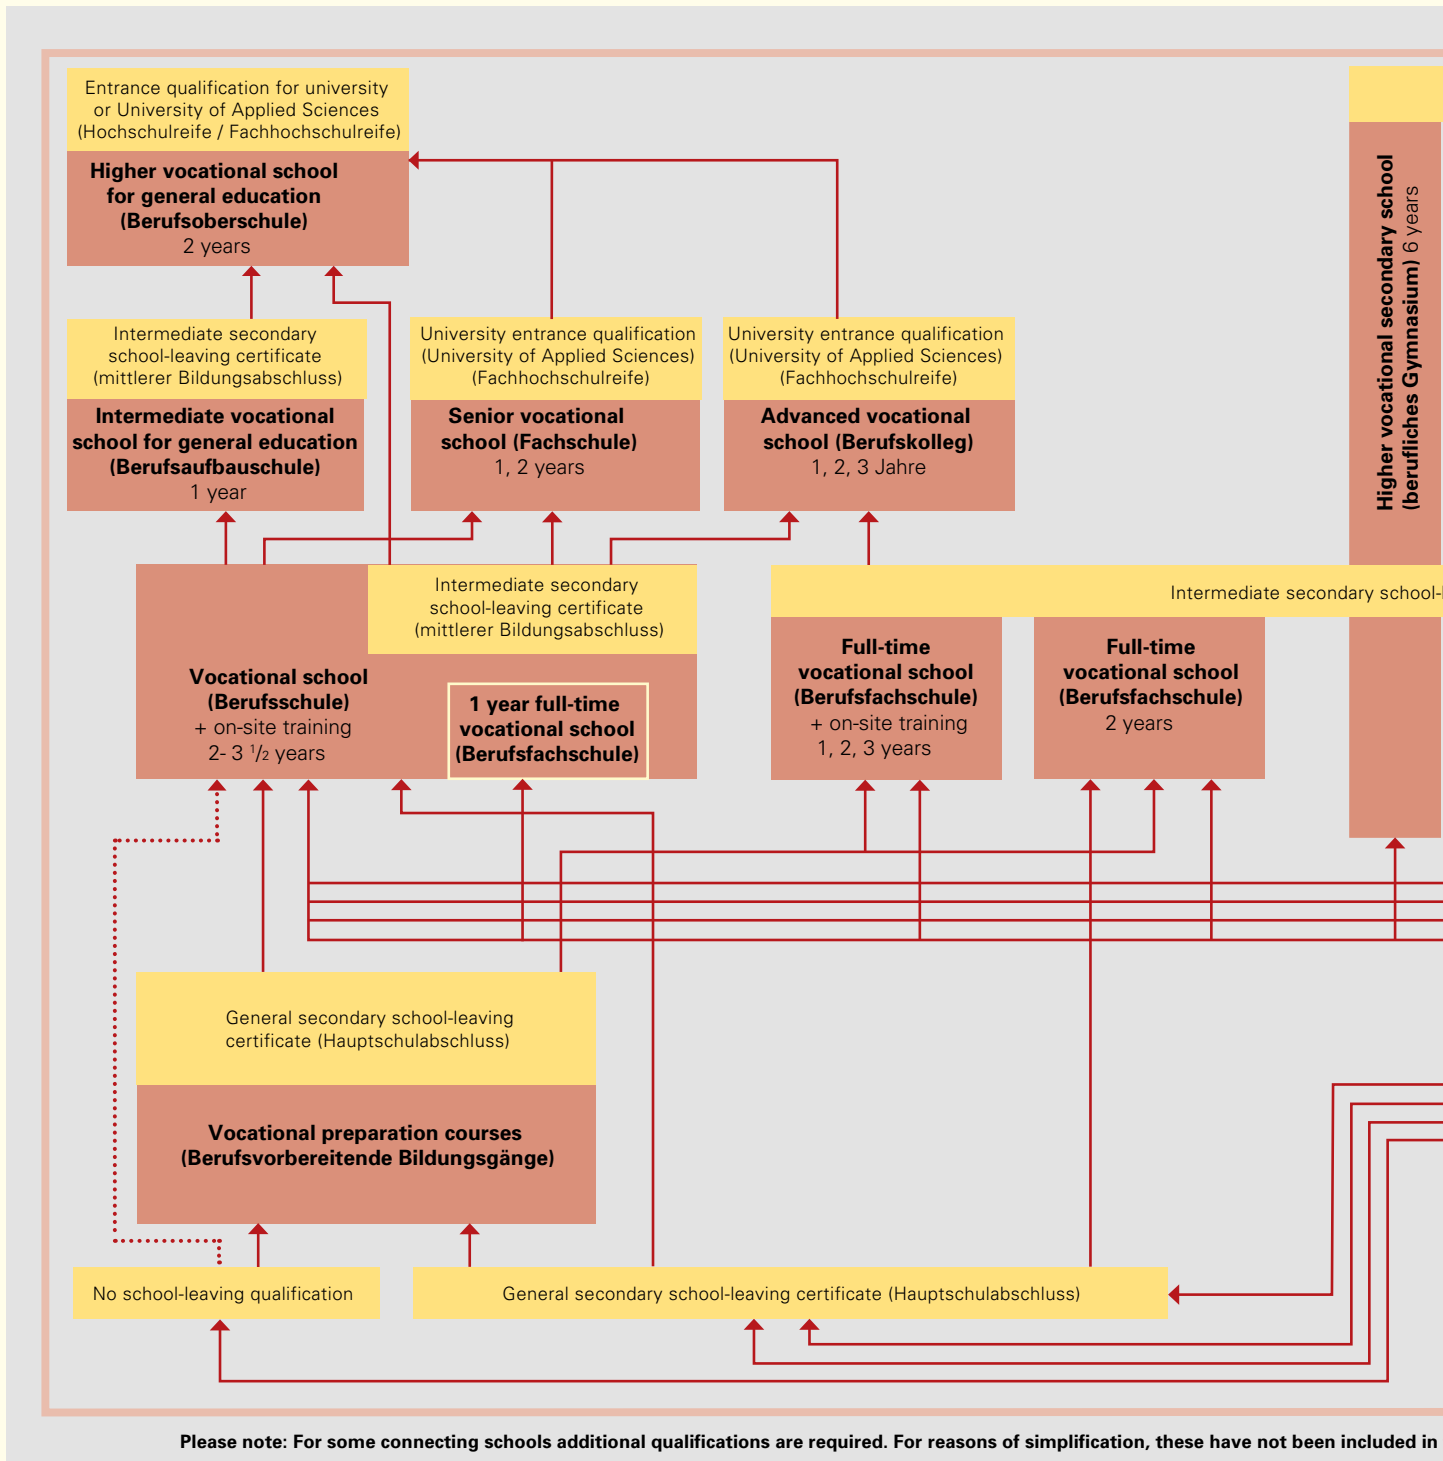 Entrance qualification for university
or University of Applied Sciences
(Hochschulreife / Fachhochschulreife)
Higher vocational school
for general education
(Berufsoberschule)
2 years
Intermediate secondary
school-leaving certificate
(mittlerer Bildungsabschluss)
Intermediate vocational
school for general education
(Berufsaufbauschule)
1 year
University entrance qualification
(University of Applied Sciences)
(Fachhochschulreife)
Senior vocational
school (Fachschule)
1, 2 years
University entrance qualification
(University of Applied Sciences)
(Fachhochschulreife)
Advanced vocational
school (Berufskolleg)
1, 2, 3 Jahre
Higher vocational secondary school
(berufliches Gymnasium) 6 years
Intermediate secondary
school-leaving certificate
(mittlerer Bildungsabschluss)
Vocational school
(Berufsschule)
+ on-site training
2- 3 1/2 years
1 year full-time
vocational school
(Berufsfachschule)
Intermediate secondary school-
Full-time
vocational school
(Berufsfachschule)
+ on-site training
1, 2, 3 years
Full-time
vocational school
(Berufsfachschule)
2 years
General secondary school-leaving
certificate (Hauptschulabschluss)
Vocational preparation courses
(Berufsvorbereitende Bildungsgänge)
No school-leaving qualification
General secondary school-leaving certificate (Hauptschulabschluss)
Please note: For some connecting schools additional qualifications are required. For reasons of simplification, these have not been included in